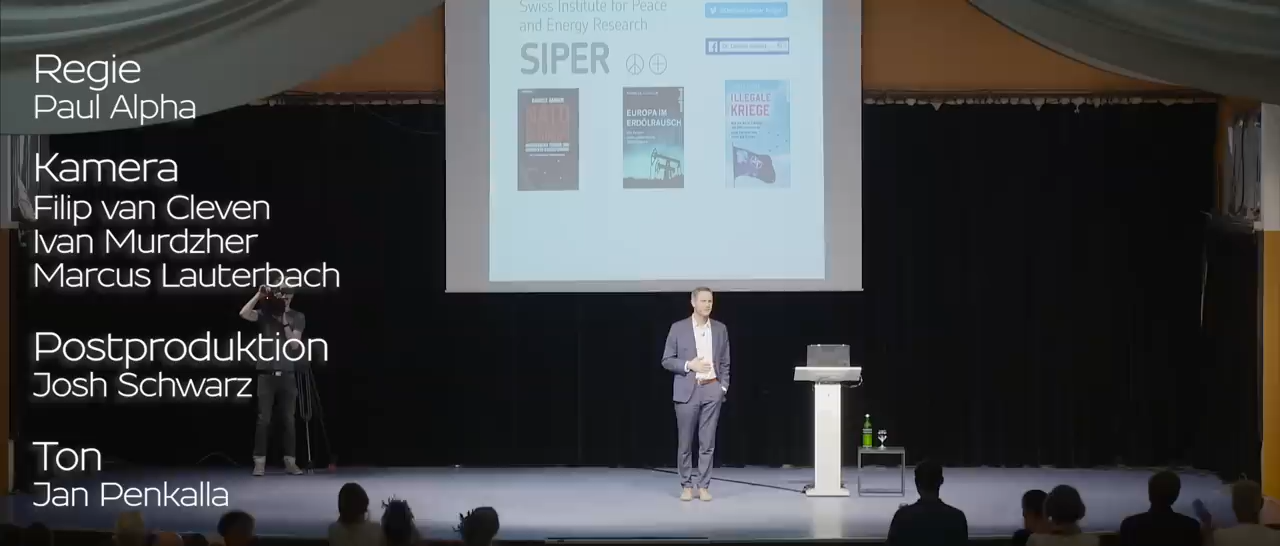 Regie
Paul Alpha
Kamera
Filip van Cleven
Ivan Murdzher
Marcus Lauterbach
Postproduktion
Josh Schwarz
Ton
Jan Penkalla
Swiss Institute for Peace
and Energy Research
SIPER
EUROPA IM
ERDÖLRAUSCH
ILLEGALE
KRIEGE